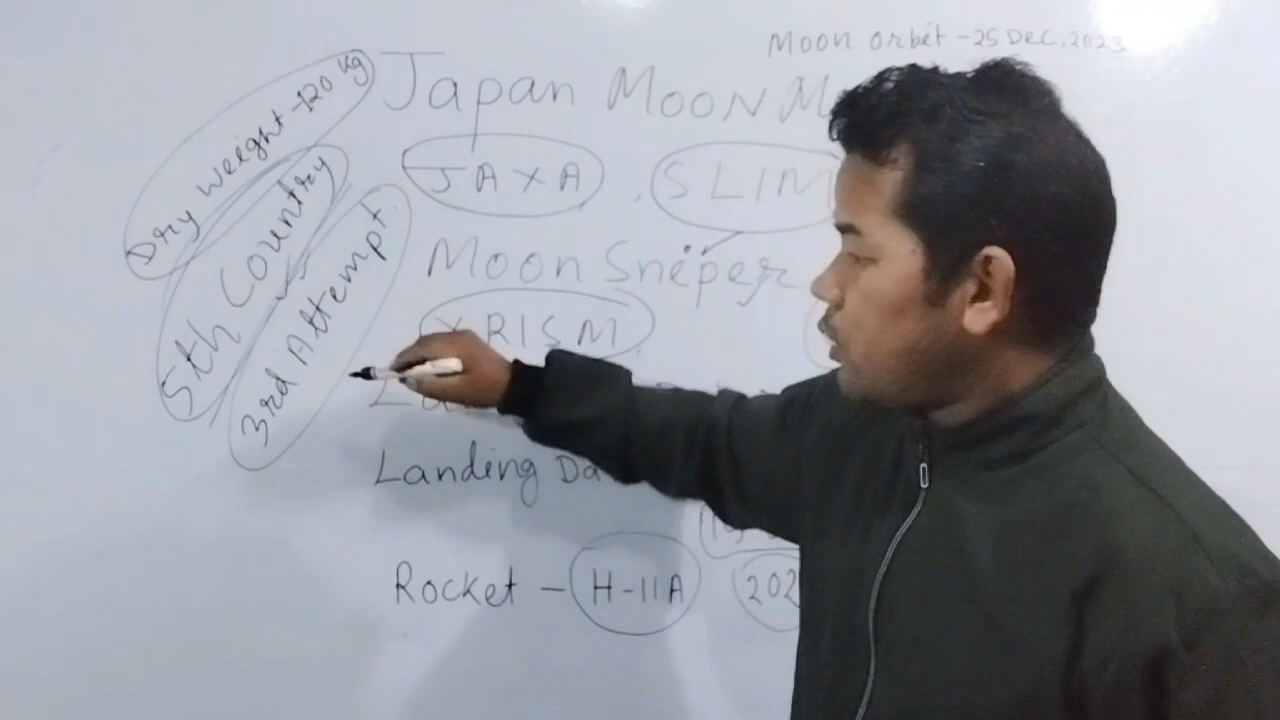 Moon Orbit - 25 Dec, 2023
Japan Moon M
JAXA, SLIM
Moon Sniper
XRISM
Landing Da
Rocket - H-IIA 202
Dry Weight - 120 kg
5th Country
3rd Attempt.